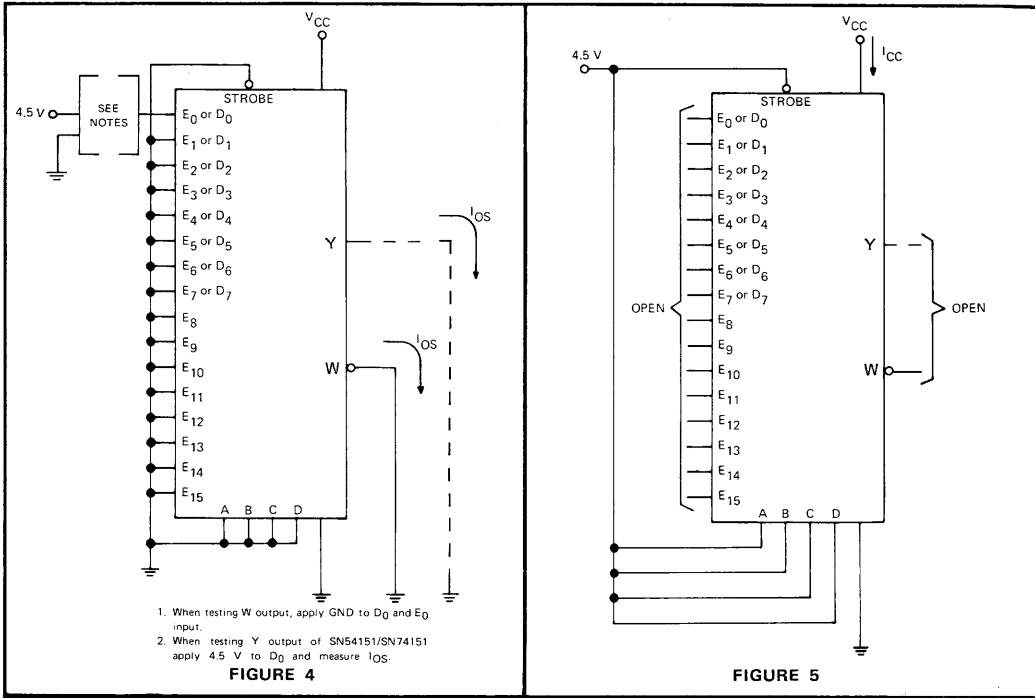 VCC
STROBE
4.5 V
SEE
NOTES
E0 or D0
E1 or D1
E2 or D2
E3 or D3
E4 or D4
E5 or D5
E6 or D6
E7 or D7
E8
E9
E10
E11
E12
E13
E14
E15
A B C D
Y
IOS
W
IOS
1. When testing W output, apply GND to D0 and E0
input.
2. When testing Y output of SN54151/SN74151
apply 4.5 V to D0 and measure IOS.
FIGURE 4
VCC
ICC
4.5 V
STROBE
E0 or D0
E1 or D1
E2 or D2
E3 or D3
E4 or D4
E5 or D5
E6 or D6
E7 or D7
E8
E9
E10
E11
E12
E13
E14
E15
OPEN
A B C D
Y
OPEN
W
FIGURE 5